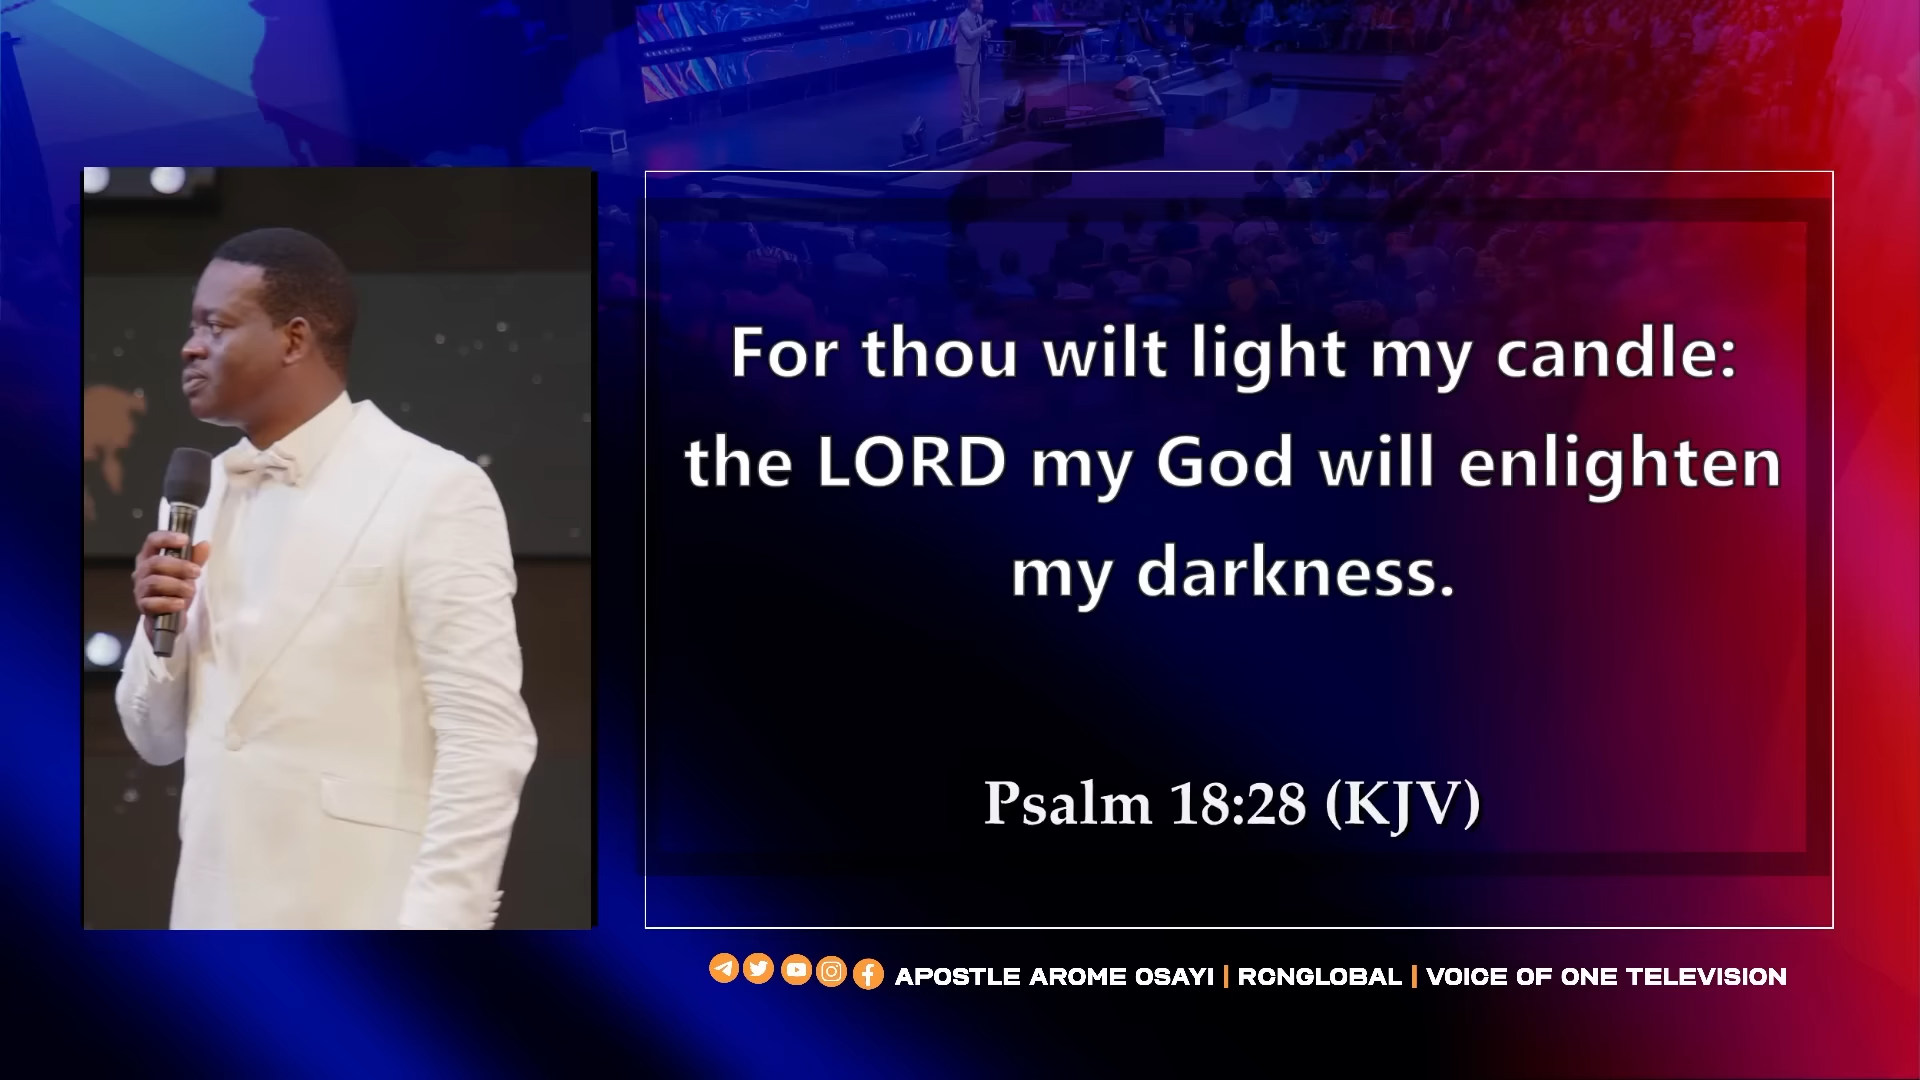 For thou wilt light my candle:
the LORD my God will enlighten
my darkness.
Psalm 18:28 (KJV)
APOSTLE AROME OSAYI | RCNGLOBAL | VOICE OF ONE TELEVISION